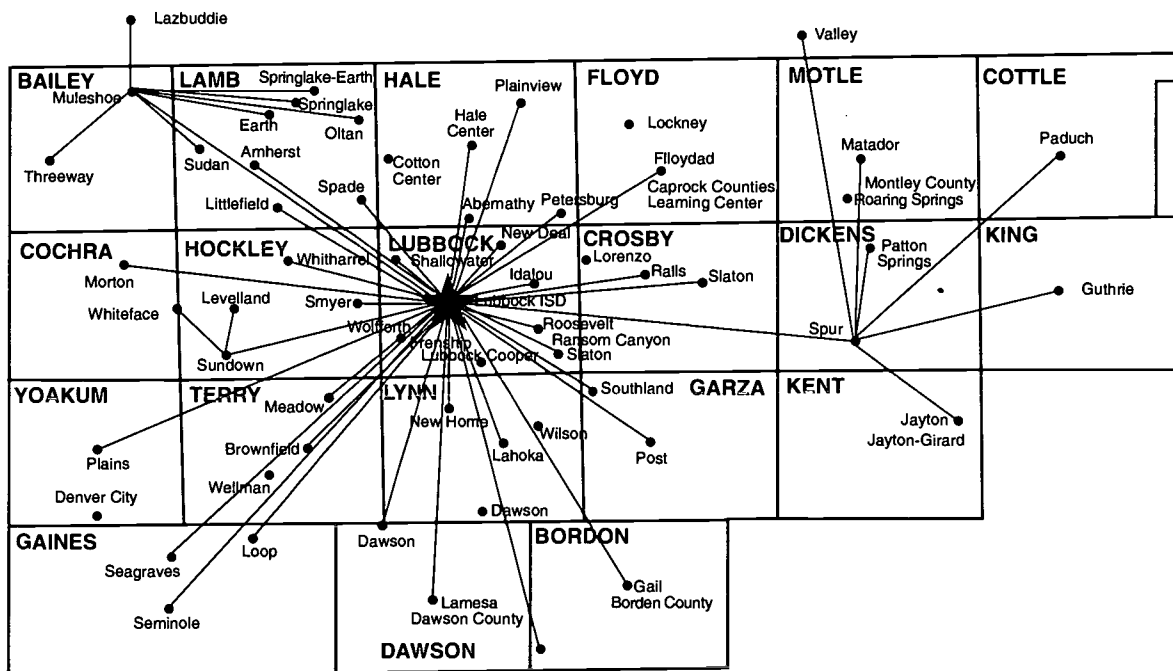 Lazbuddie
Valley
BAILEY
LAMB
Springlake-Earth
HALE
FLOYD
MOTLE
COTTLE
Muleshoe
Springlake
Plainview
Earth
Oltan
Hale
Center
Lockney
Threeway
Sudan
Amherst
Cotton
Center
Flloydad
Matador
Paduch
Spade
Caprock Counties
Learning Center
Montley County
Roaring Springs
Littlefield
Abernathy
Petersburg
New Deal
COCHRA
HOCKLEY
LUBBOCK
CROSBY
DICKENS
KING
Whitharrel
Shallowater
Lorenzo
Patton
Springs
Morton
Idalou
Ralls
Slaton
Levelland
Smyer
Lubbock ISD
Guthrie
Whiteface
Wolfforth
Roosevelt
Spur
Frenship
Ransom Canyon
Sundown
Lubbock Cooper
Slaton
YOAKUM
TERRY
LYNN
Southland
GARZA
KENT
Meadow
New Home
Jayton
Jayton-Girard
Brownfield
Wilson
Plains
Lahoka
Post
Wellman
Denver City
Dawson
GAINES
Loop
Dawson
BORDON
Seagraves
Gail
Borden County
Seminole
Lamesa
Dawson County
DAWSON